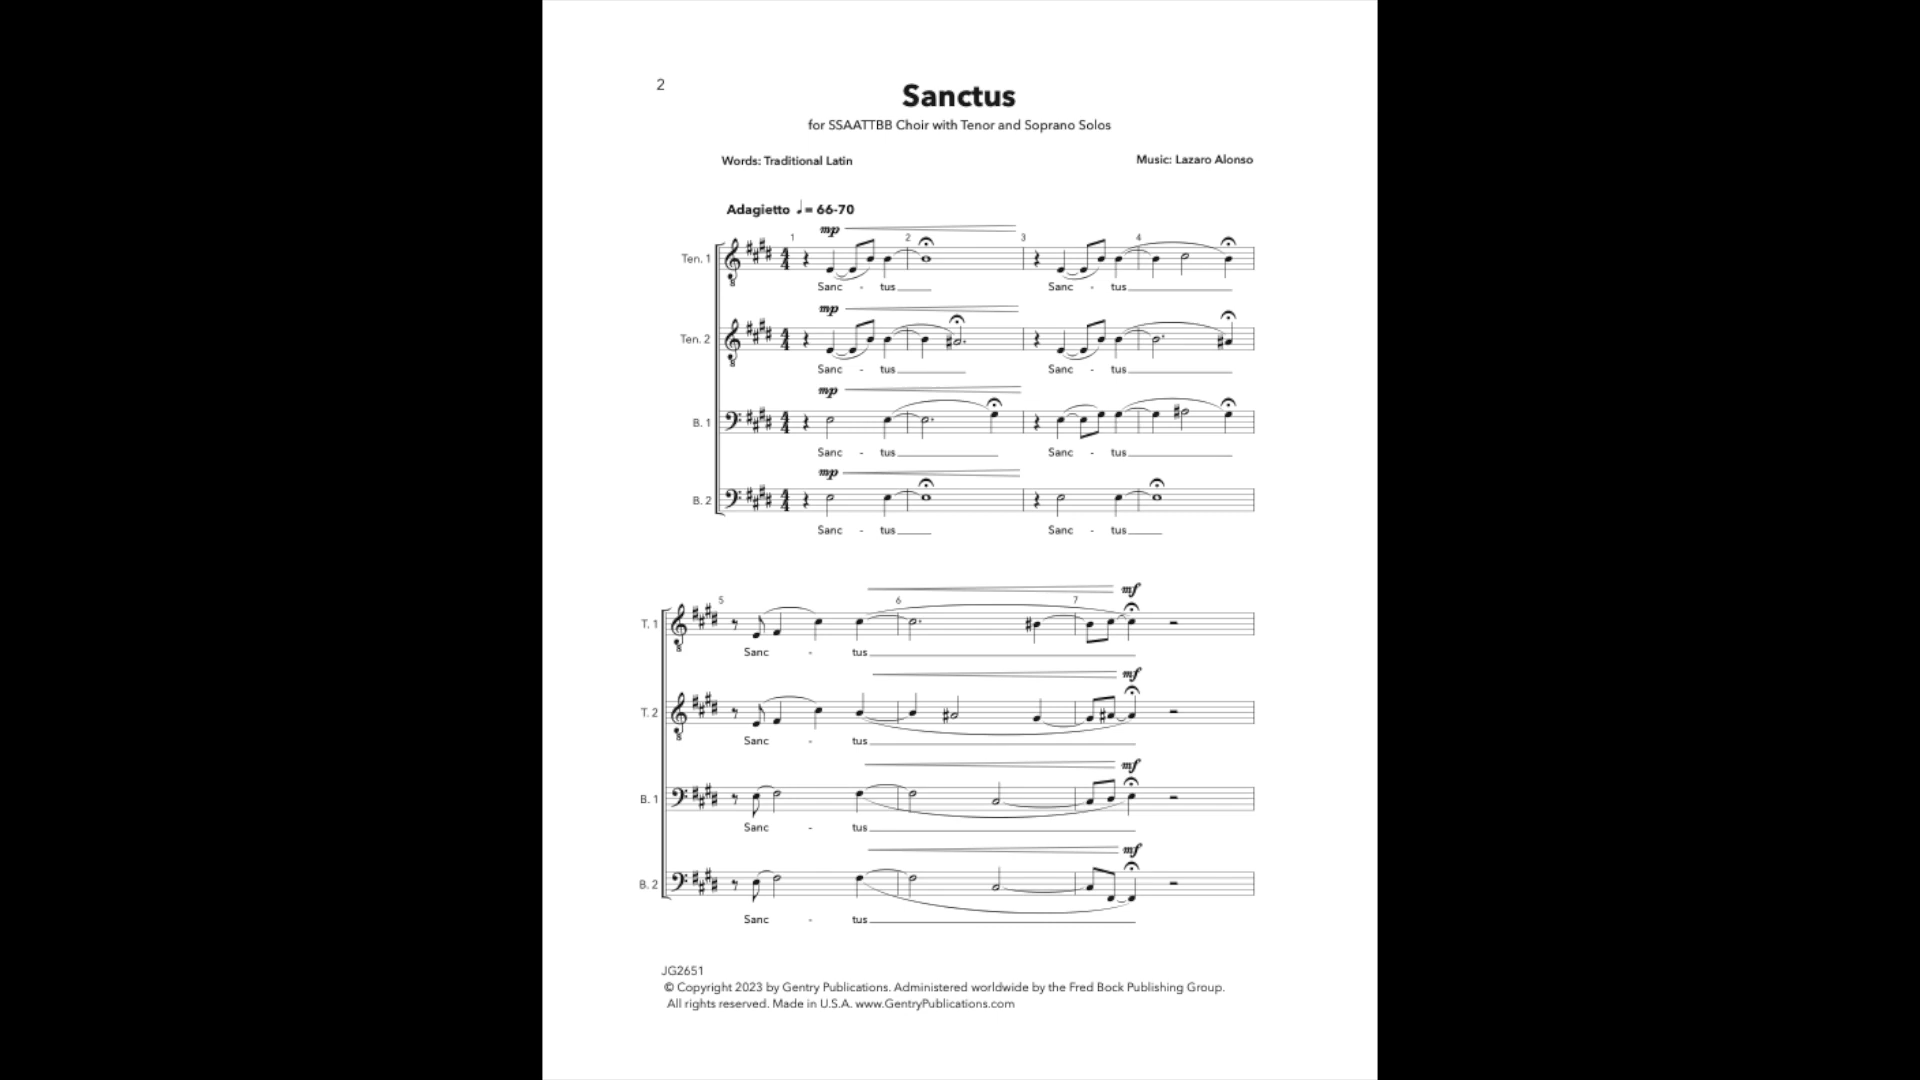 2
Sanctus
for SSAATTBB Choir with Tenor and Soprano Solos
Words: Traditional Latin
Music: Lazaro Alonso
Adagietto ♩= 66-70
mp
1 2 3 4
Ten. 1
Sanc - tus Sanc - tus
mp
Ten. 2
Sanc - tus Sanc - tus
mp
B. 1
Sanc - tus Sanc - tus
mp
B. 2
Sanc - tus Sanc - tus
mf
5 6 7
T. 1
Sanc - tus
mf
T. 2
Sanc - tus
mf
B. 1
Sanc - tus
mf
B. 2
Sanc - tus
JG2651
© Copyright 2023 by Gentry Publications. Administered worldwide by the Fred Bock Publishing Group.
All rights reserved. Made in U.S.A. www.GentryPublications.com